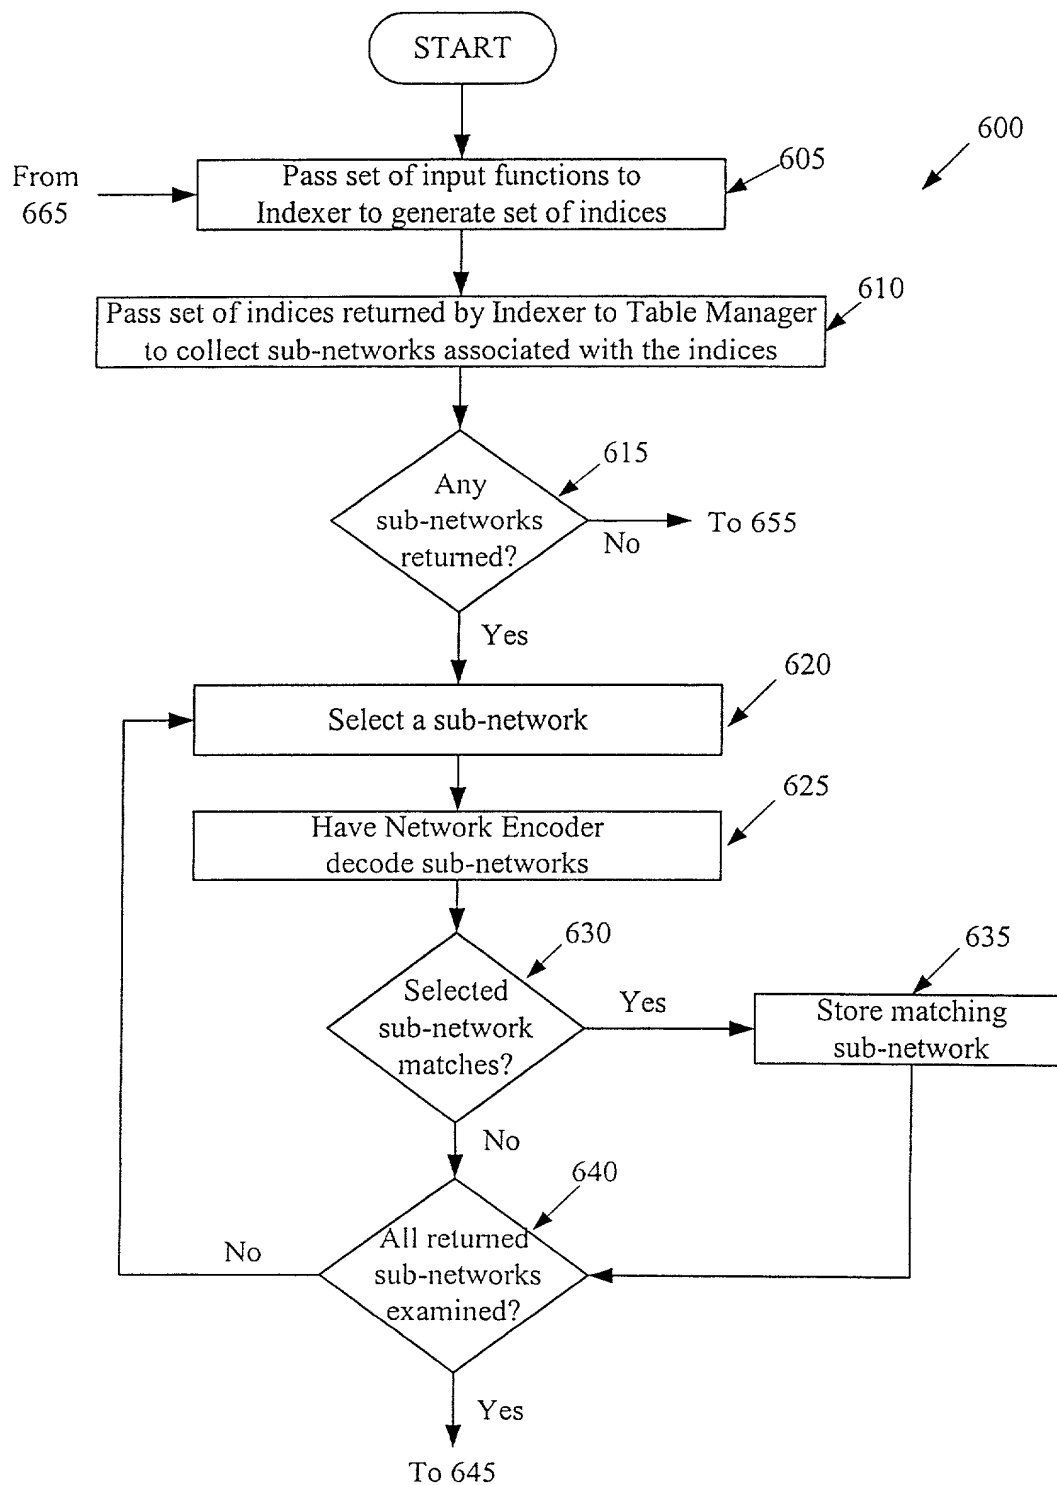 START
600
605
From
665
Pass set of input functions to
Indexer to generate set of indices
610
Pass set of indices returned by Indexer to Table Manager
to collect sub-networks associated with the indices
615
Any
sub-networks
returned?
No
To 655
Yes
620
Select a sub-network
625
Have Network Encoder
decode sub-networks
630
635
Selected
sub-network
matches?
Yes
Store matching
sub-network
No
640
All returned
sub-networks
examined?
No
Yes
To 645